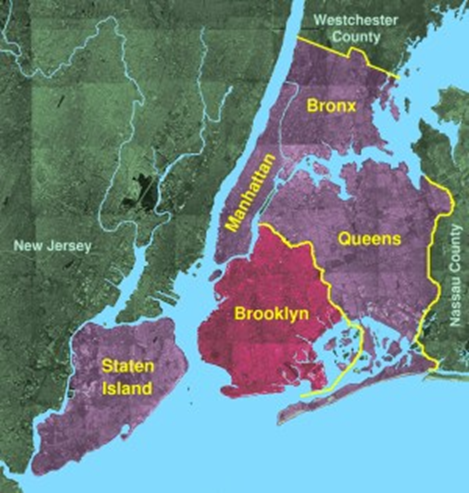 Westchester
County
Bronx
Manhattan
New Jersey
Queens
Nassau County
Brooklyn
Staten
Island